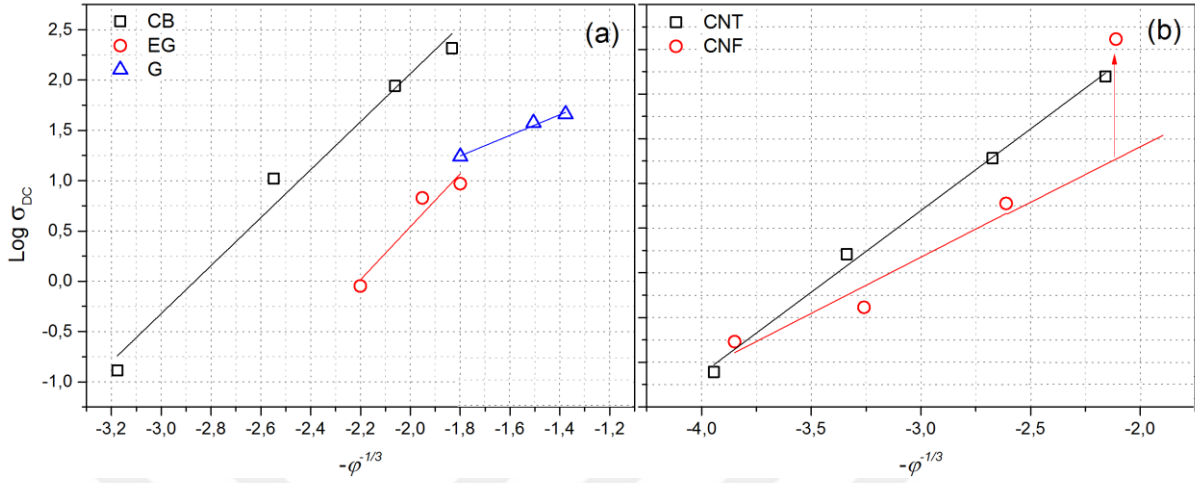 (a)
CB
EG
G
Log σDC
2,5
2,0
1,5
1,0
0,5
0,0
-0,5
-1,0
-3,2 -3,0 -2,8 -2,6 -2,4 -2,2 -2,0 -1,8 -1,6 -1,4 -1,2
-φ-1/3
(b)
CNT
CNF
-4,0 -3,5 -3,0 -2,5 -2,0
-φ-1/3